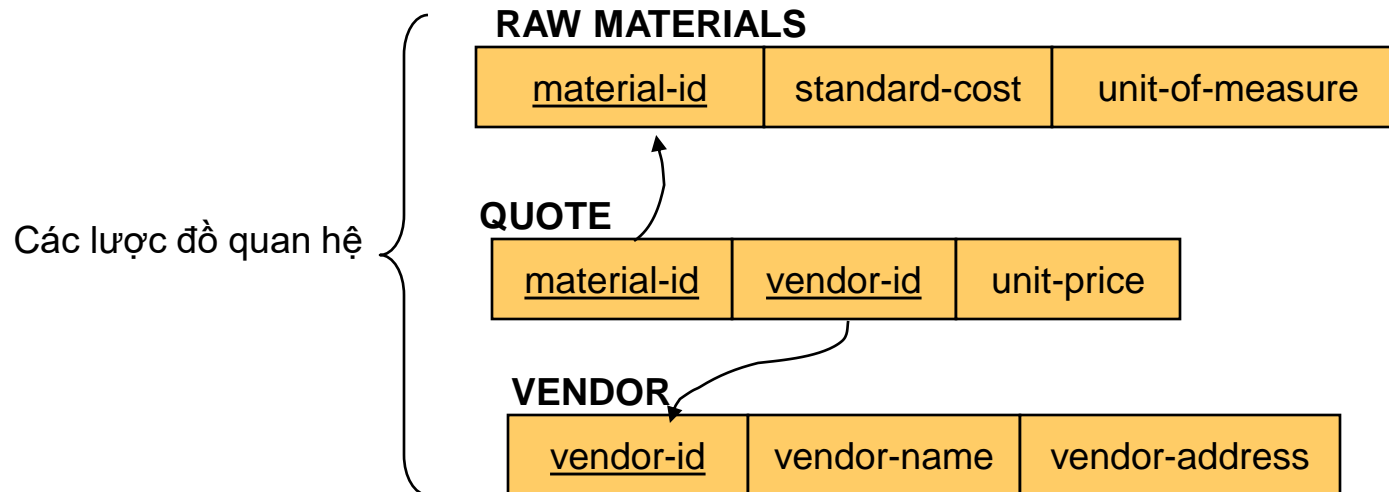 RAW MATERIALS
material-id standard-cost unit-of-measure
Các lược đồ quan hệ
QUOTE
material-id vendor-id unit-price
VENDOR
vendor-id vendor-name vendor-address